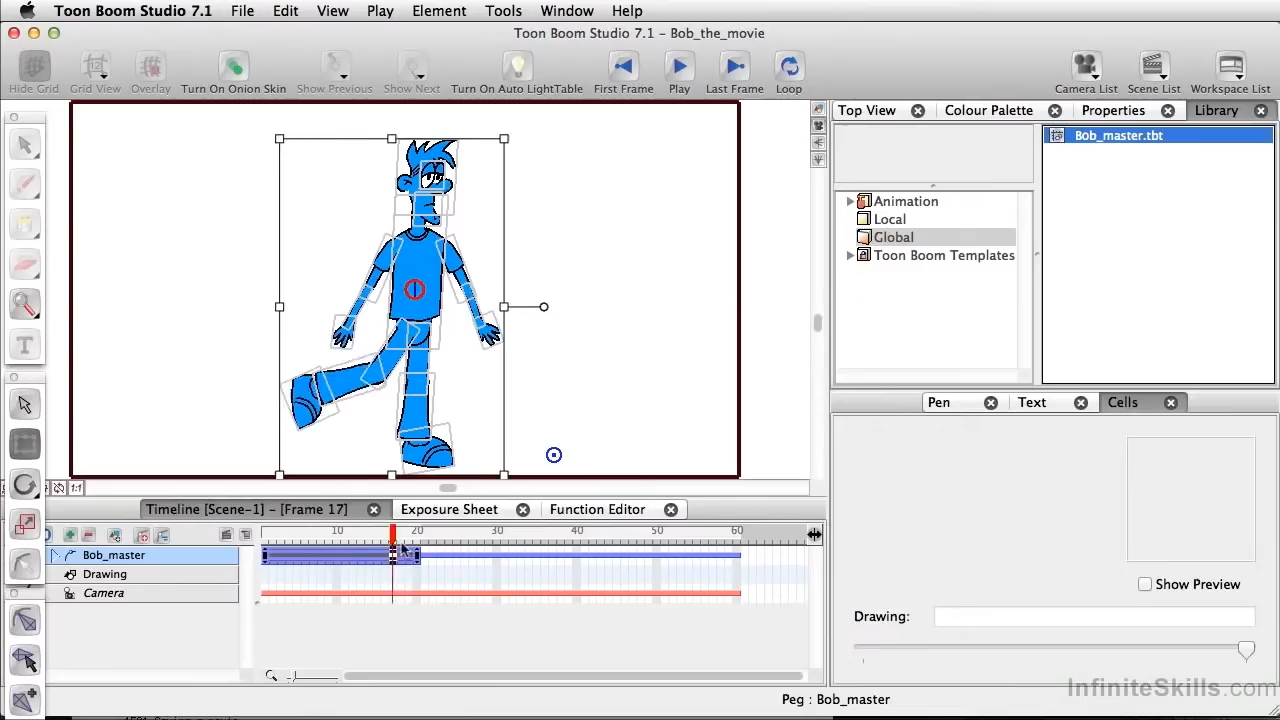 Toon Boom Studio 7.1 File Edit View Play Element Tools Window Help
Toon Boom Studio 7.1 - Bob_the_movie
Hide Grid Grid View Overlay Turn On Onion Skin Show Previous Show Next Turn On Auto LightTable First Frame Play Last Frame Loop Camera List Scene List Workspace List
Top View Colour Palette Properties Library
Bob_master.tbt
Animation
Local
Global
Toon Boom Templates
Pen Text Cells
1:1
Timeline [Scene-1] - [Frame 17] Exposure Sheet Function Editor
10 20 30 40 50 60
Bob_master
Drawing
Camera
Show Preview
Drawing:
InfiniteSkills.com
Peg : Bob_master